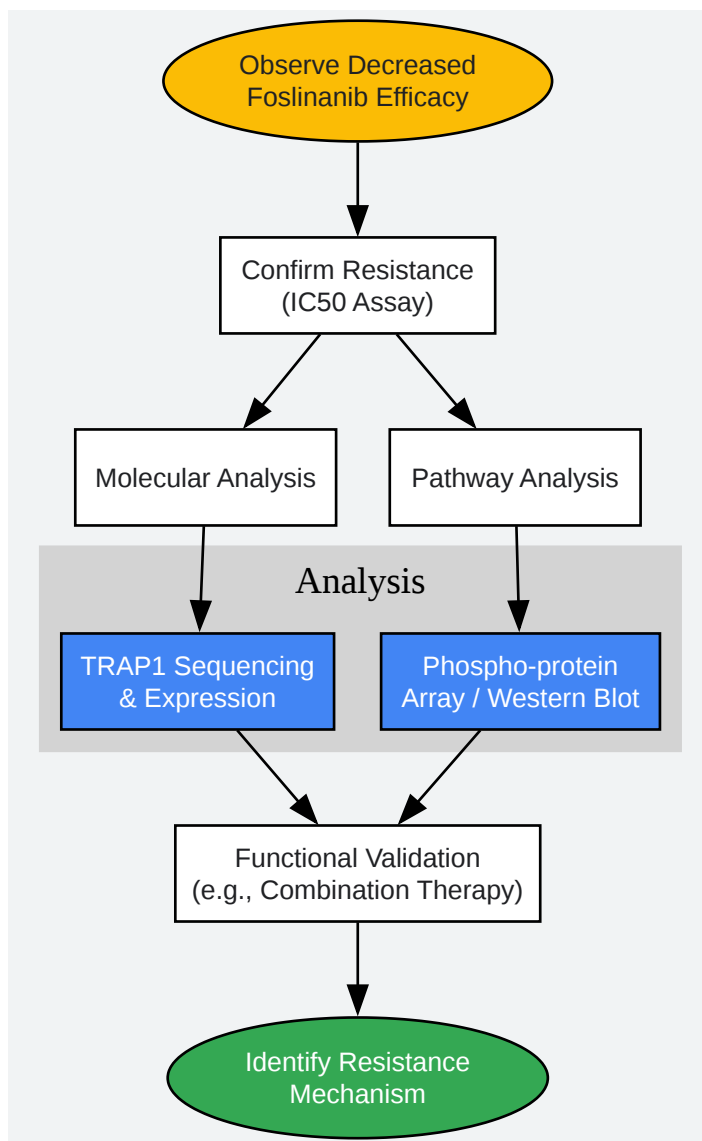 Observe Decreased
Foslinanib Efficacy
Confirm Resistance
(IC50 Assay)
Molecular Analysis
Pathway Analysis
Analysis
TRAP1 Sequencing
& Expression
Phospho-protein
Array / Western Blot
Functional Validation
(e.g., Combination Therapy)
Identify Resistance
Mechanism